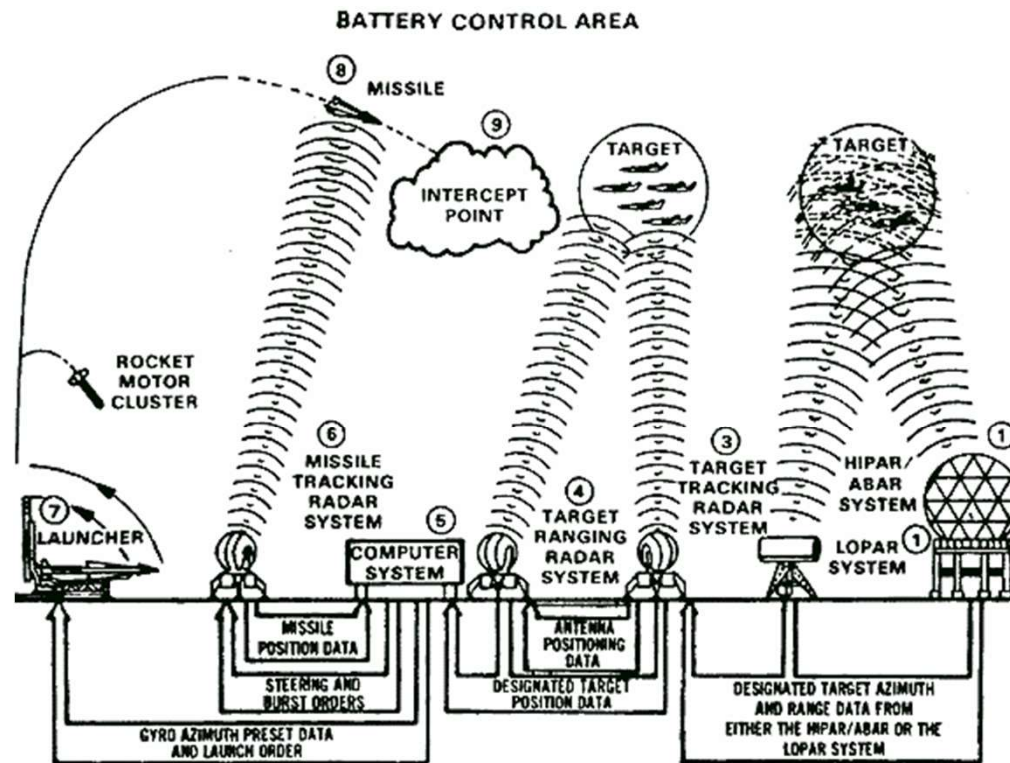 BATTERY CONTROL AREA
8
MISSILE
9
INTERCEPT
POINT
TARGET
TARGET
ROCKET
MOTOR
CLUSTER
6
MISSILE
TRACKING
RADAR
SYSTEM
3
TARGET
TRACKING
RADAR
SYSTEM
HIPAR/
ABAR
SYSTEM
1
7
LAUNCHER
5
COMPUTER
SYSTEM
4
TARGET
RANGING
RADAR
SYSTEM
LOPAR
SYSTEM
1
MISSILE
POSITION DATA
STEERING AND
BURST ORDERS
GYRO AZIMUTH PRESET DATA
AND LAUNCH ORDER
ANTENNA
POSITIONING
DATA
DESIGNATED TARGET
POSITION DATA
DESIGNATED TARGET AZIMUTH
AND RANGE DATA FROM
EITHER THE HIPAR/ABAR OR THE
LOPAR SYSTEM